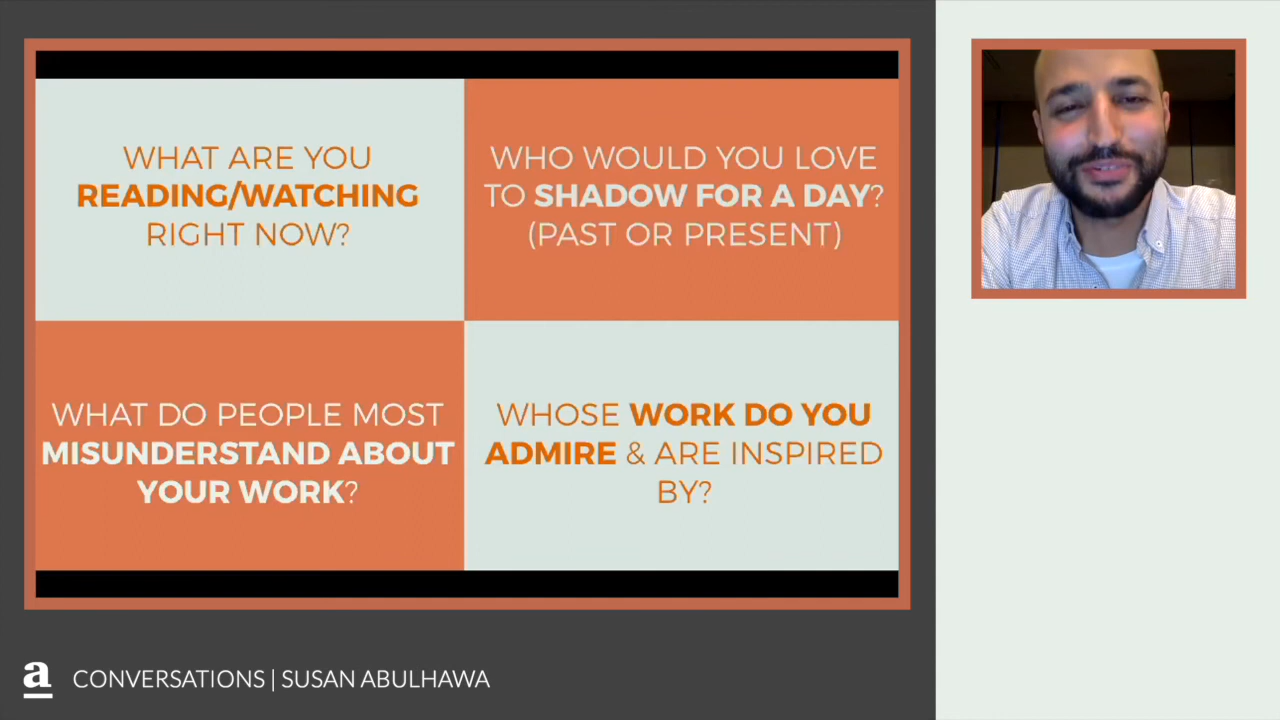 WHAT ARE YOU
READING/WATCHING
RIGHT NOW?
WHO WOULD YOU LOVE
TO SHADOW FOR A DAY?
(PAST OR PRESENT)
WHAT DO PEOPLE MOST
MISUNDERSTAND ABOUT
YOUR WORK?
WHOSE WORK DO YOU
ADMIRE & ARE INSPIRED
BY?
a CONVERSATIONS | SUSAN ABULHAWA